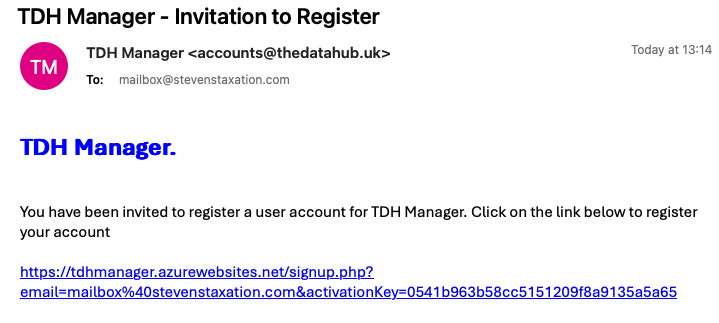 TDH Manager - Invitation to Register
TM
TDH Manager <accounts@thedatahub.uk>
Today at 13:14
To: mailbox@stevenstaxation.com
TDH Manager.
You have been invited to register a user account for TDH Manager. Click on the link below to register
your account
https://tdhmanager.azurewebsites.net/signup.php?
email=mailbox%40stevenstaxation.com&activationKey=0541b963b58cc5151209f8a9135a5a65